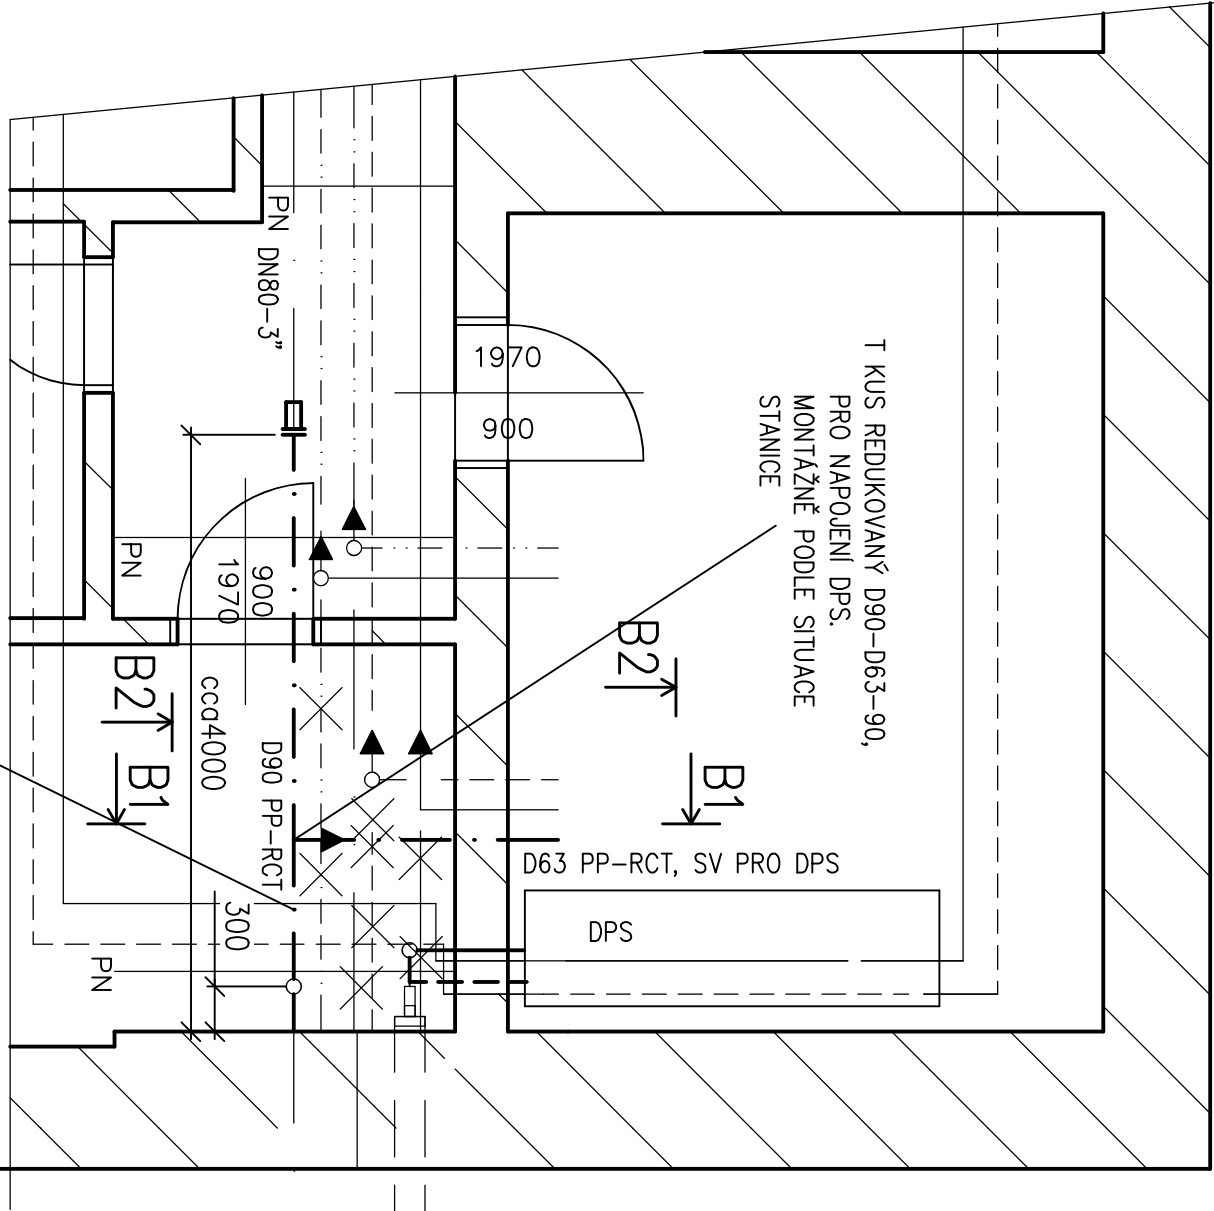 T KUS REDUKOVANÝ D90-D63-90,
PRO NAPOJENÍ DPS.
MONTÁŽNĚ PODLE SITUACE
STANICE
PN
DN80-3"
1970
900
PN
900
1970
B2
B2
cca4000
D90 PP-RCT
B1
B1
D63 PP-RCT, SV PRO DPS
DPS
300
PN